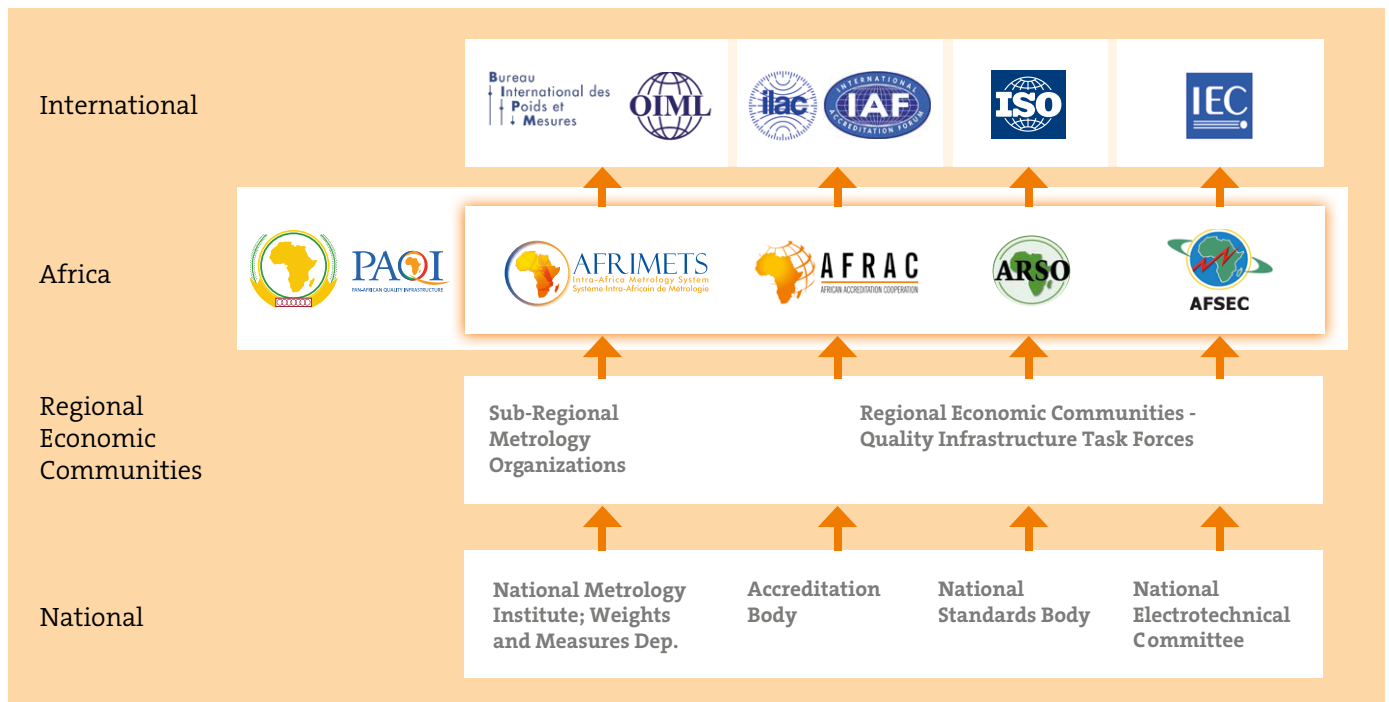 International
Bureau
International des
Poids et
Mesures
OIML
ilac
INTERNATIONAL
IAF
ACCREDITATION FORUM
ISO
IEC
Africa
PAQI
PAN-AFRICAN QUALITY INFRASTRUCTURE
AFRIMETS
Intra-Africa Metrology System
Système Intra-Africain de Métrologie
AFRAC
AFRICAN ACCREDITATION COOPERATION
ARSO
AFSEC
Regional
Economic
Communities
Sub-Regional
Metrology
Organizations
Regional Economic Communities -
Quality Infrastructure Task Forces
National
National Metrology
Institute; Weights
and Measures Dep.
Accreditation
Body
National
Standards Body
National
Electrotechnical
Committee